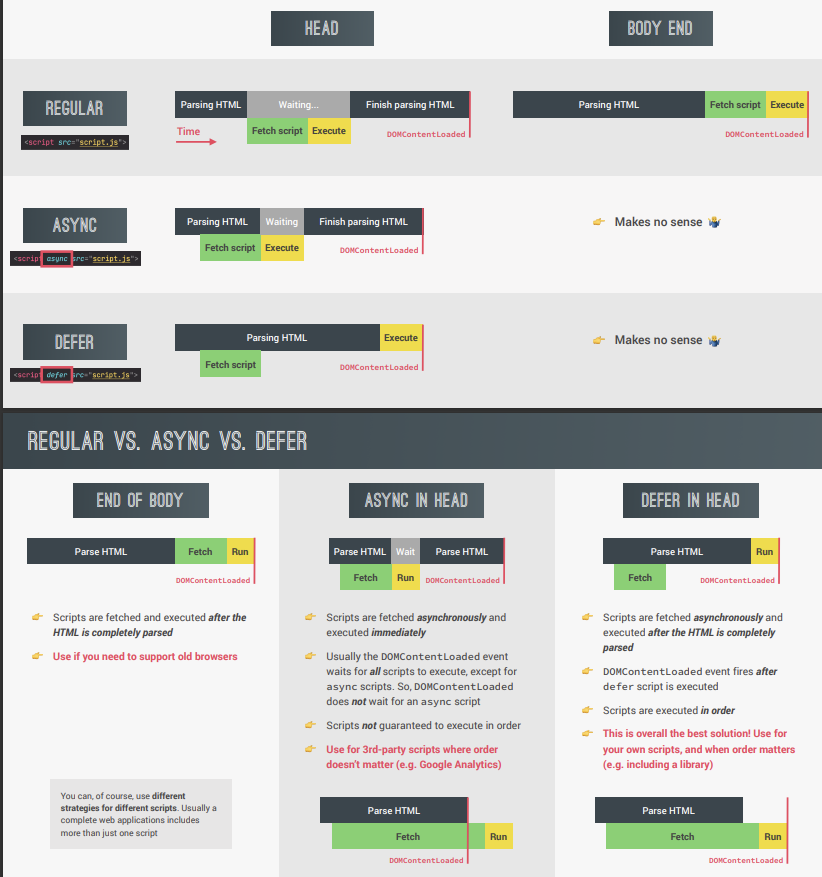 HEAD
BODY END
REGULAR
<script src="script.js">
Parsing HTML
Waiting...
Finish parsing HTML
Time
Fetch script
Execute
DOMContentLoaded
Parsing HTML
Fetch script
Execute
DOMContentLoaded
ASYNC
<script async src="script.js">
Parsing HTML
Waiting
Finish parsing HTML
Fetch script
Execute
DOMContentLoaded
👉 Makes no sense 🤷‍♂️
DEFER
<script defer src="script.js">
Parsing HTML
Execute
Fetch script
DOMContentLoaded
👉 Makes no sense 🤷‍♂️
REGULAR VS. ASYNC VS. DEFER
END OF BODY
Parse HTML
Fetch
Run
DOMContentLoaded
👉 Scripts are fetched and executed after the
HTML is completely parsed
👉 Use if you need to support old browsers
You can, of course, use different
strategies for different scripts. Usually a
complete web applications includes
more than just one script
ASYNC IN HEAD
Parse HTML
Wait
Parse HTML
Fetch
Run
DOMContentLoaded
👉 Scripts are fetched asynchronously and
executed immediately
👉 Usually the DOMContentLoaded event
waits for all scripts to execute, except for
async scripts. So, DOMContentLoaded
does not wait for an async script
👉 Scripts not guaranteed to execute in order
👉 Use for 3rd-party scripts where order
doesn't matter (e.g. Google Analytics)
Parse HTML
Fetch
Run
DOMContentLoaded
DEFER IN HEAD
Parse HTML
Run
Fetch
DOMContentLoaded
👉 Scripts are fetched asynchronously and
executed after the HTML is completely
parsed
👉 DOMContentLoaded event fires after
defer script is executed
👉 Scripts are executed in order
👉 This is overall the best solution! Use for
your own scripts, and when order matters
(e.g. including a library)
Parse HTML
Fetch
Run
DOMContentLoaded